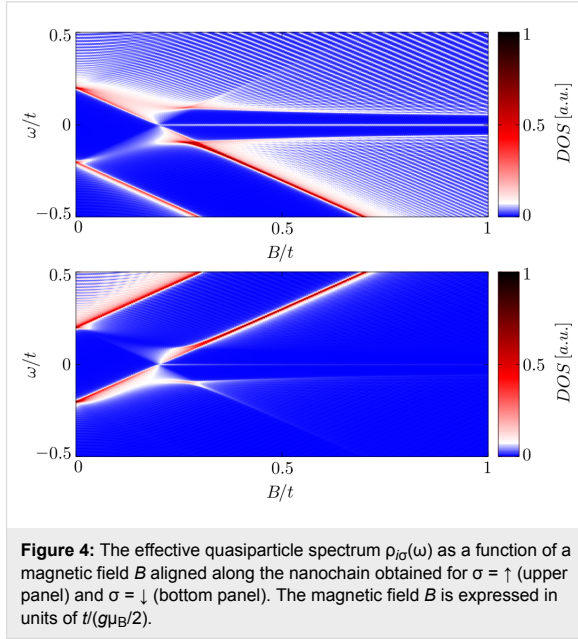 0.5
0
−0.5
ω/t
0
0.5
1
B/t
1
0.5
0
DOS [a.u.]
0.5
0
−0.5
ω/t
0
0.5
1
B/t
1
0.5
0
DOS [a.u.]
Figure 4: The effective quasiparticle spectrum ρiσ(ω) as a function of a
magnetic field B aligned along the nanochain obtained for σ = ↑ (upper
panel) and σ = ↓ (bottom panel). The magnetic field B is expressed in
units of t/(gμB/2).